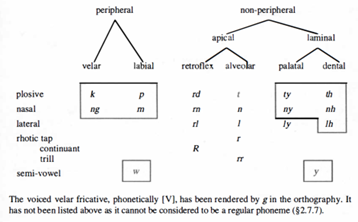 peripheral non-peripheral
apical laminal
velar labial retroflex alveolar palatal dental
plosive k p rd t ty th
nasal ng m rn n ny nh
lateral rl l ly lh
rhotic tap r
continuant R
trill rr
semi-vowel w y
The voiced velar fricative, phonetically [V], has been rendered by g in the orthography. It
has not been listed above as it cannot be considered to be a regular phoneme (§2.7.7).